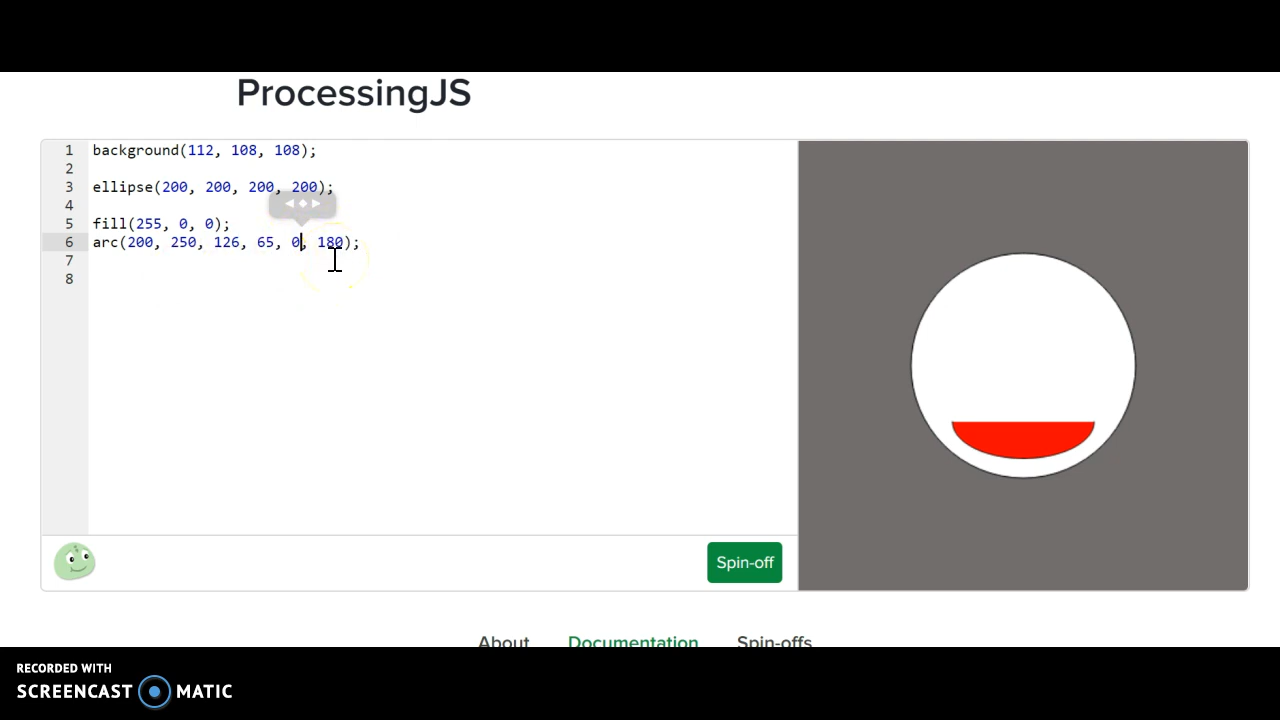 ProcessingJS
1 background(112, 108, 108);
2
3 ellipse(200, 200, 200, 200);
4
5 fill(255, 0, 0);
6 arc(200, 250, 126, 65, 0, 180);
7
8
Spin-off
About Documentation Spin-offs
RECORDED WITH
SCREENCAST MATIC